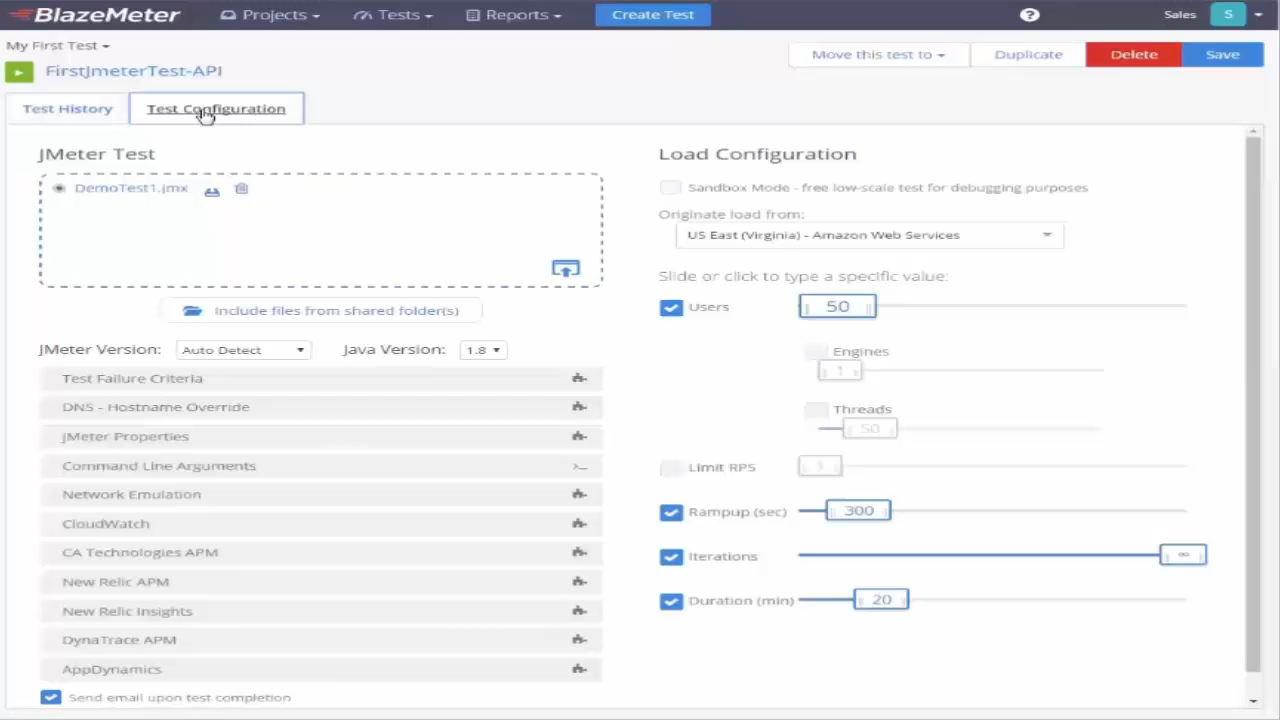 BlazeMeter Projects Tests Reports Create Test ? Sales S
My First Test
FirstJmeterTest-API
Move this test to Duplicate Delete Save
Test History Test Configuration
JMeter Test
DemoTest1.jmx
Include files from shared folder(s)
JMeter Version: Auto Detect Java Version: 1.8
Test Failure Criteria
DNS - Hostname Override
JMeter Properties
Command Line Arguments
Network Emulation
CloudWatch
CA Technologies APM
New Relic APM
New Relic Insights
DynaTrace APM
AppDynamics
Send email upon test completion
Load Configuration
Sandbox Mode - free low-scale test for debugging purposes
Originate load from:
US East (Virginia) - Amazon Web Services
Slide or click to type a specific value:
Users 50
Engines
1
Threads
50
Limit RPS
Rampup (sec) 300
Iterations ∞
Duration (min) 20